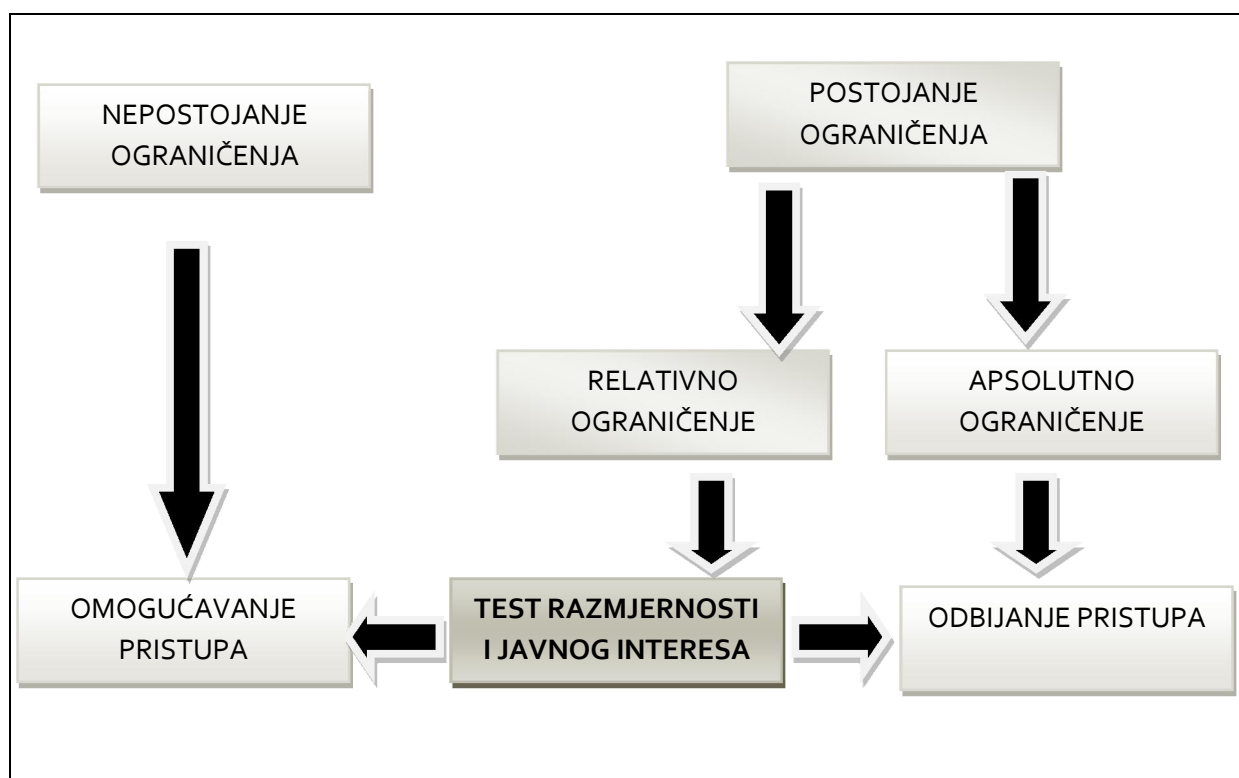 NEPOSTOJANJE
OGRANIČENJA
POSTOJANJE
OGRANIČENJA
RELATIVNO
OGRANIČENJE
APSOLUTNO
OGRANIČENJE
OMOGUĆAVANJE
PRISTUPA
TEST RAZMJERNOSTI
I JAVNOG INTERESA
ODBIJANJE PRISTUPA